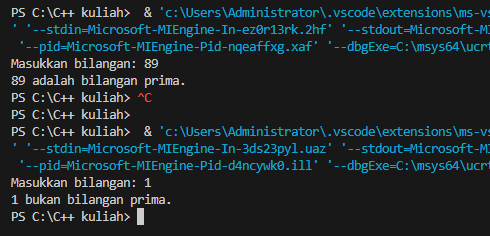 PS C:\C++ kuliah>  & 'c:\Users\Administrator\.vscode\extensions\ms-vs
' '--stdin=Microsoft-MIEngine-In-ez0r13rk.2hf' '--stdout=Microsoft-MI
'--pid=Microsoft-MIEngine-Pid-nqeaffxg.xaf' '--dbgExe=C:\msys64\ucrt
Masukkan bilangan: 89
89 adalah bilangan prima.
PS C:\C++ kuliah> ^C
PS C:\C++ kuliah>
PS C:\C++ kuliah>  & 'c:\Users\Administrator\.vscode\extensions\ms-vs
' '--stdin=Microsoft-MIEngine-In-3ds23pyl.uaz' '--stdout=Microsoft-MI
'--pid=Microsoft-MIEngine-Pid-d4ncywk0.ill' '--dbgExe=C:\msys64\ucrt
Masukkan bilangan: 1
1 bukan bilangan prima.
PS C:\C++ kuliah>